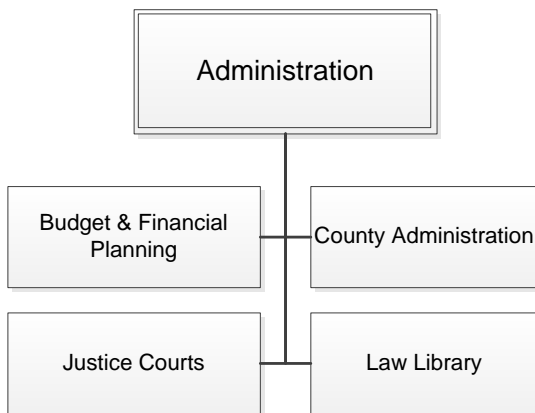 Administration
Budget & Financial
Planning
County Administration
Justice Courts
Law Library